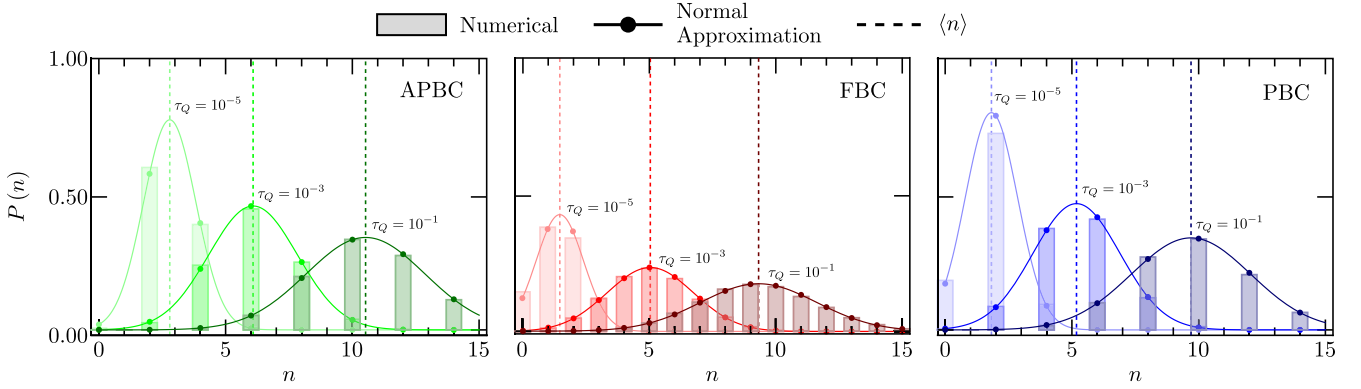 Numerical
Normal
Approximation
⟨n⟩
1.00
0.50
0.00
P (n)
APBC
τ_Q = 10^−5
τ_Q = 10^−3
τ_Q = 10^−1
0 5 10 15
n
FBC
τ_Q = 10^−5
τ_Q = 10^−3
τ_Q = 10^−1
0 5 10 15
n
PBC
τ_Q = 10^−5
τ_Q = 10^−3
τ_Q = 10^−1
0 5 10 15
n